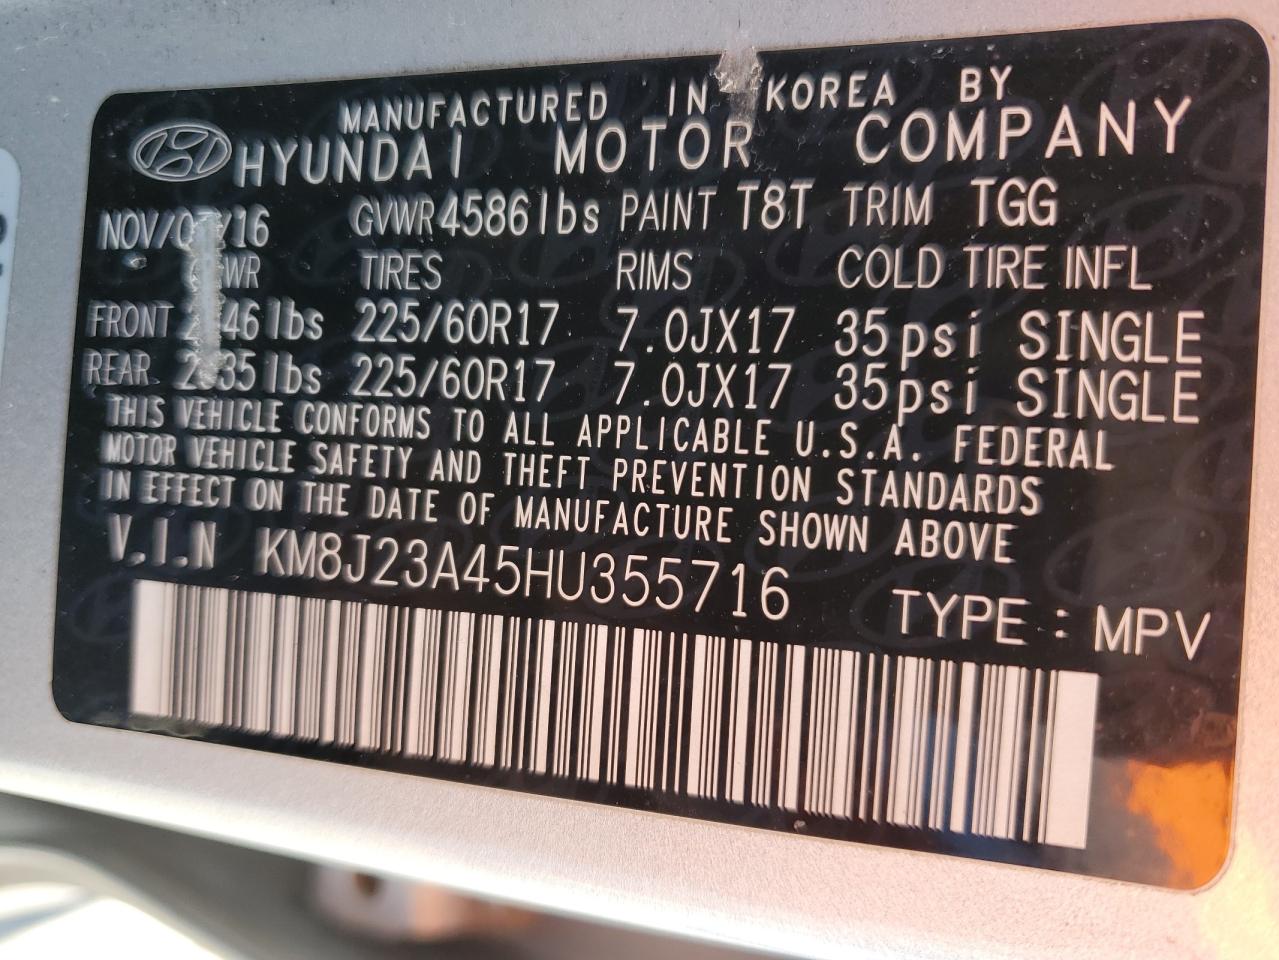 MANUFACTURED IN KOREA BY
HYUNDAI MOTOR COMPANY
GVWR 4586 lbs PAINT T8T TRIM TGG
TIRES RIMS COLD TIRE INFL
FRONT lbs 225/60R17 7.0JX17 35psi SINGLE
REAR lbs 225/60R17 7.0JX17 35psi SINGLE
THIS VEHICLE CONFORMS TO ALL APPLICABLE U.S.A. FEDERAL
MOTOR VEHICLE SAFETY AND THEFT PREVENTION STANDARDS
IN EFFECT ON THE DATE OF MANUFACTURE SHOWN ABOVE
V.I.N KM8J23A45HU355716 TYPE : MPV